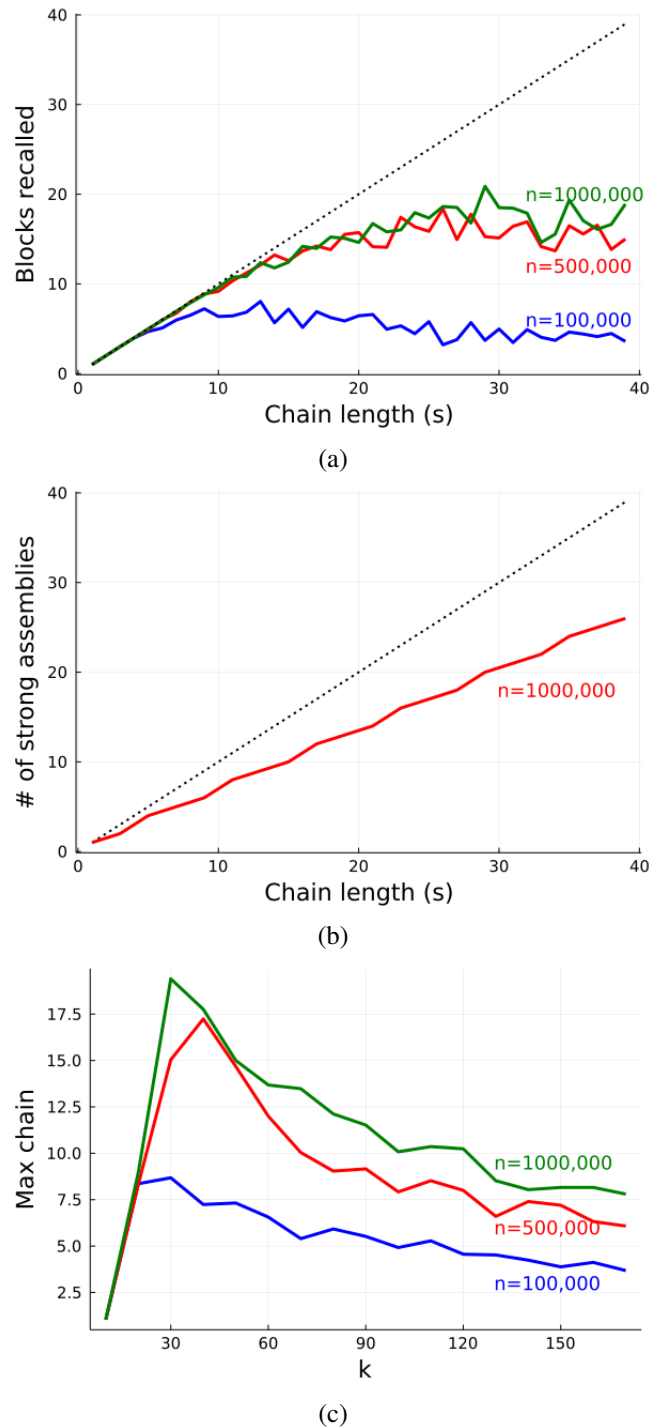 40
30
20
10
0
Blocks recalled
n=1000,000
n=500,000
n=100,000
0 10 20 30 40
Chain length (s)
(a)
40
30
20
10
0
# of strong assemblies
n=1000,000
0 10 20 30 40
Chain length (s)
(b)
17.5
15.0
12.5
10.0
7.5
5.0
2.5
Max chain
n=1000,000
n=500,000
n=100,000
30 60 90 120 150
k
(c)